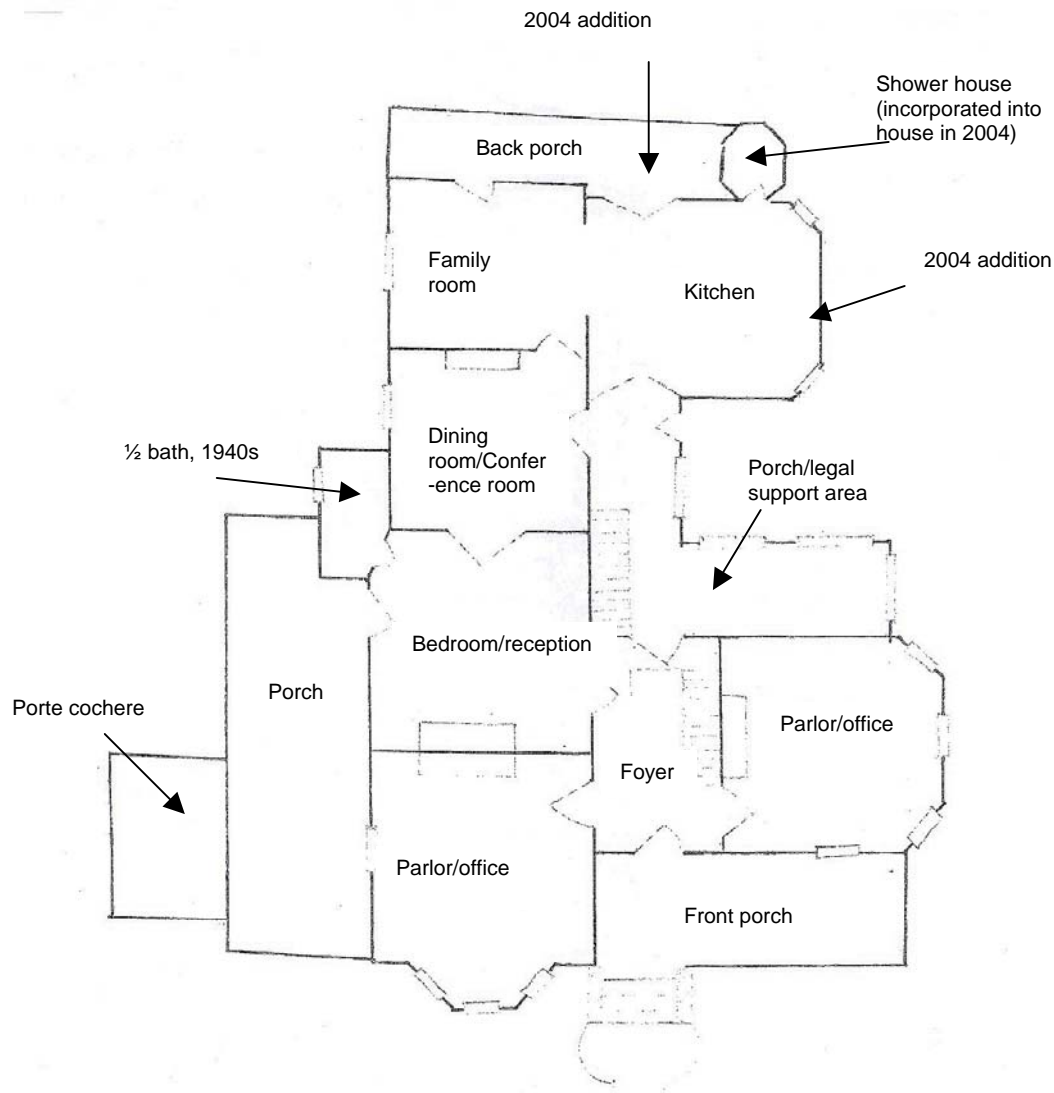 2004 addition
Shower house
(incorporated into
house in 2004)
Back porch
Family
room
Kitchen
2004 addition
½ bath, 1940s
Dining
room/Confer
-ence room
Porch/legal
support area
Bedroom/reception
Porch
Porte cochere
Parlor/office
Foyer
Parlor/office
Front porch